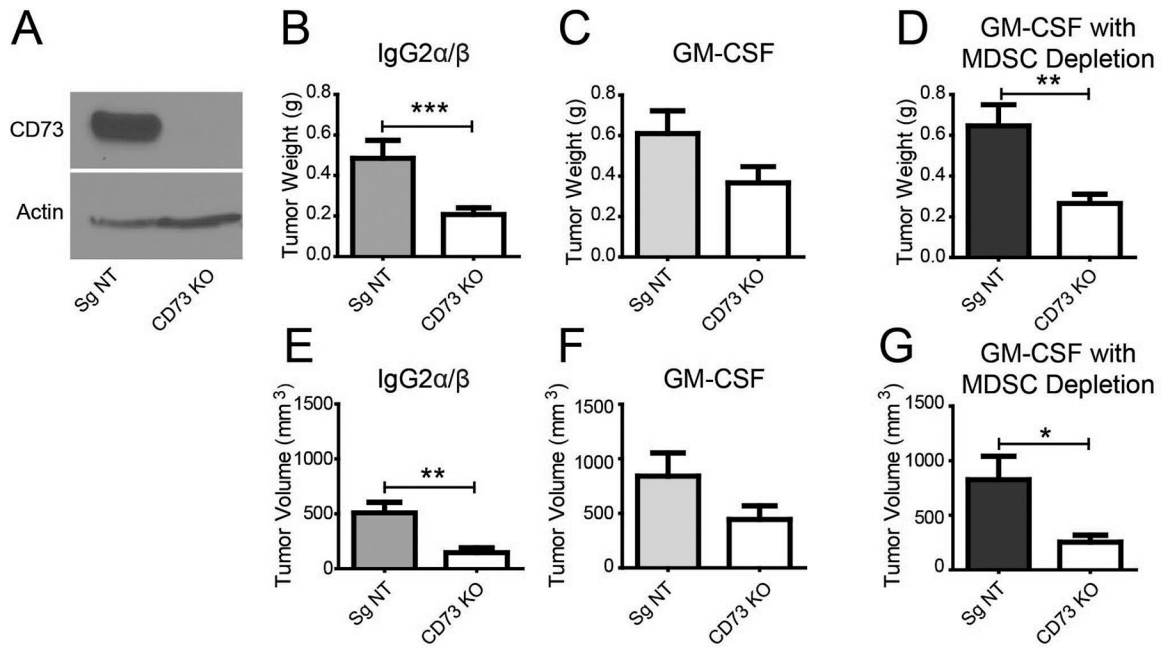 A
CD73
Actin
Sg NT
CD73 KO
B
IgG2α/β
Tumor Weight (g)
0.8
0.6
0.4
0.2
0.0
***
Sg NT
CD73 KO
C
GM-CSF
Tumor Weight (g)
0.8
0.6
0.4
0.2
0.0
Sg NT
CD73 KO
D
GM-CSF with
MDSC Depletion
Tumor Weight (g)
0.8
0.6
0.4
0.2
0.0
**
Sg NT
CD73 KO
E
IgG2α/β
Tumor Volume (mm3)
1500
1000
500
0
**
Sg NT
CD73 KO
F
GM-CSF
Tumor Volume (mm3)
1500
1000
500
0
Sg NT
CD73 KO
G
GM-CSF with
MDSC Depletion
Tumor Volume (mm3)
1500
1000
500
0
*
Sg NT
CD73 KO